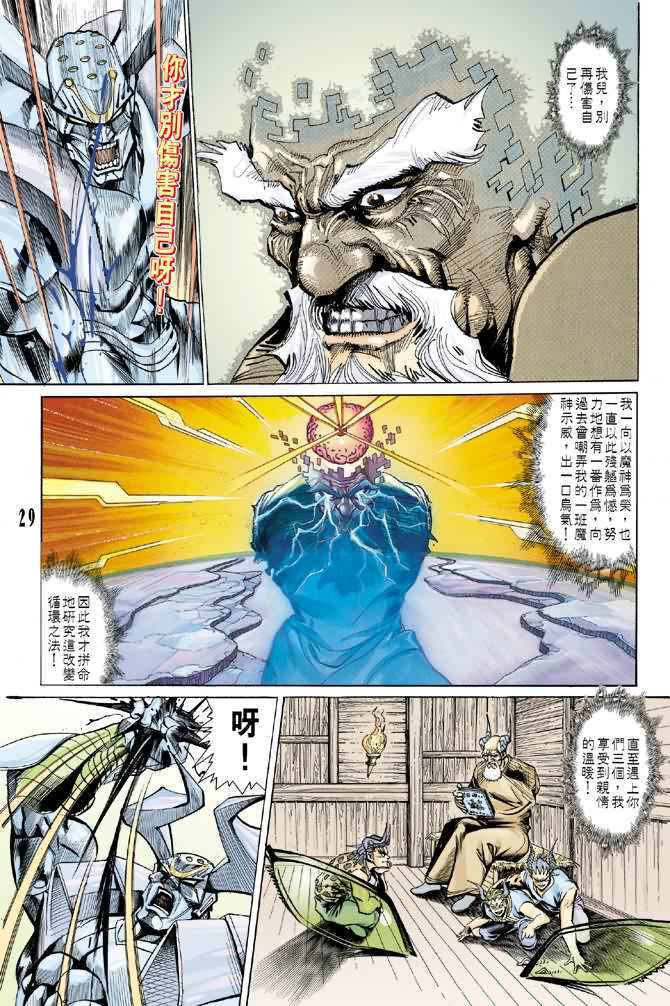 我兒，別
再傷害自
己了…
你才別傷害自己呀！
我一向以魔神爲榮，也
一直以此殘軀爲憾，努
力地想有一番作爲，向
過去曾嘲弄我的一班魔
神示威，出一口烏氣！
因此我才拼命
地研究這改變
循環之法！
29
直至遇上你
們三個，我
享受到親情
的溫暖！
呀！